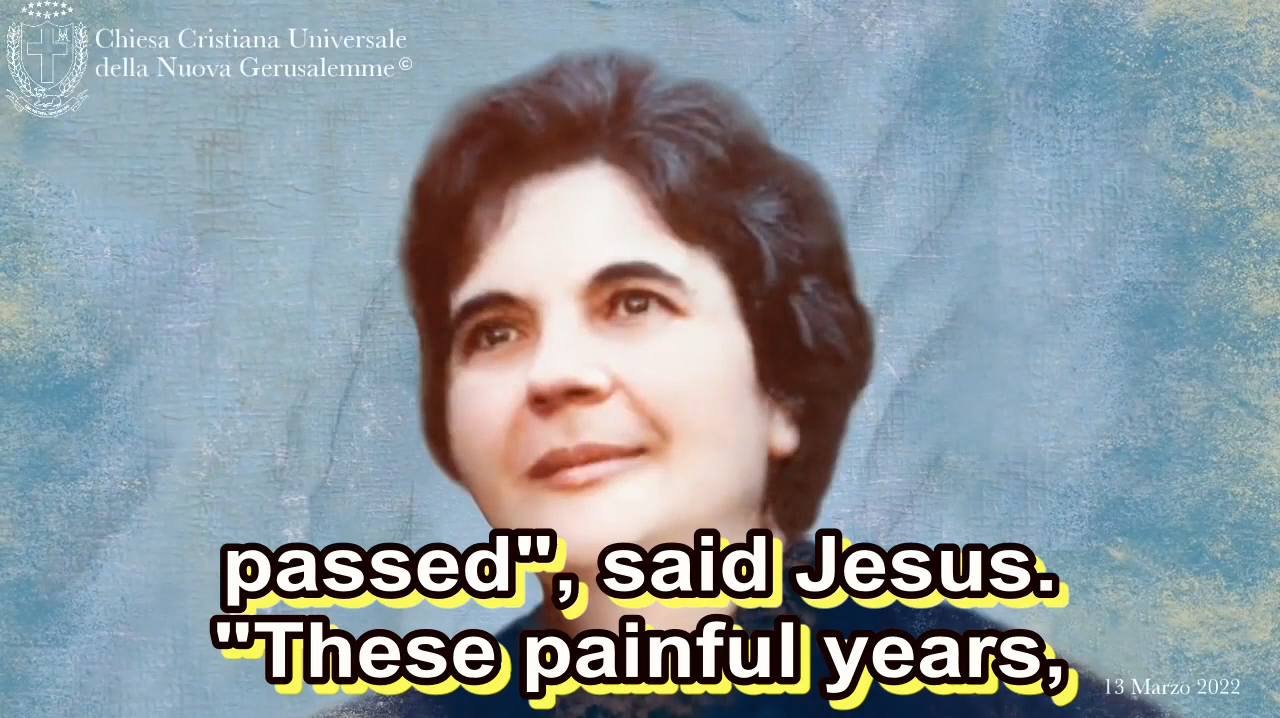 Chiesa Cristiana Universale
della Nuova Gerusalemme©
passed", said Jesus.
"These painful years,
13 Marzo 2022